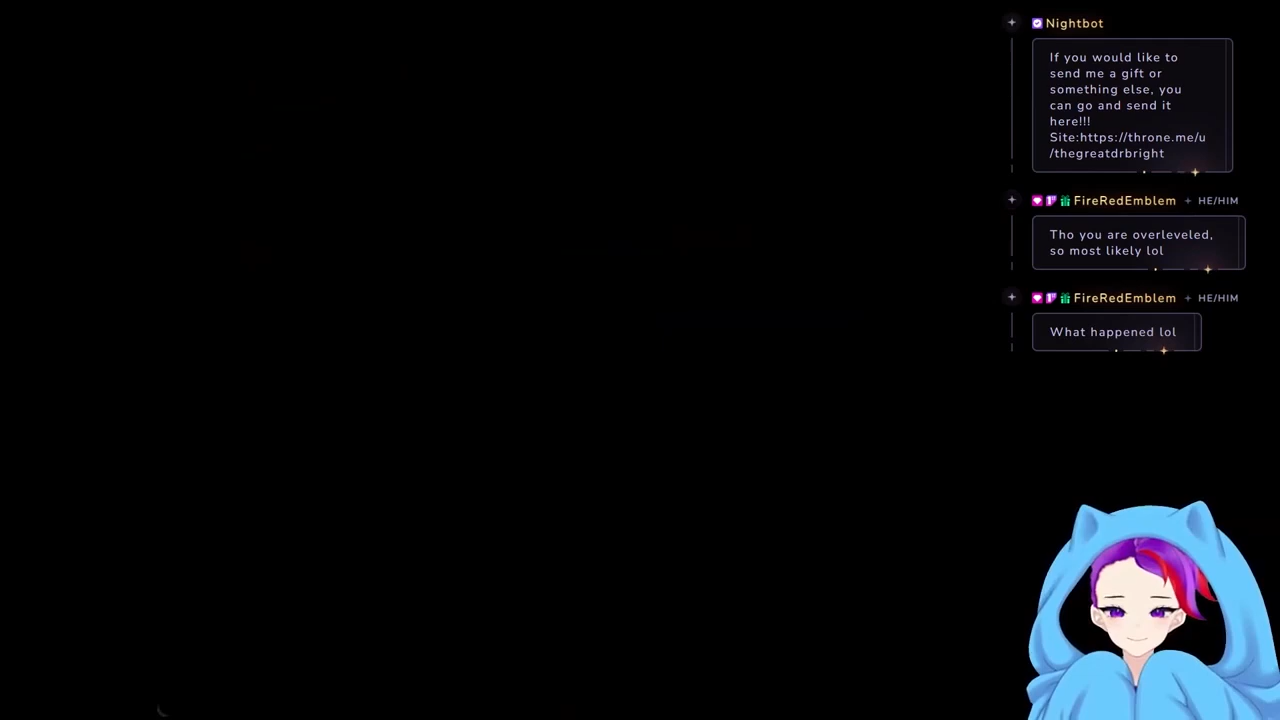 Nightbot
If you would like to
send me a gift or
something else, you
can go and send it
here!!!
Site:https://throne.me/u
/thegreatdrbright
FireRedEmblem HE/HIM
Tho you are overleveled,
so most likely lol
FireRedEmblem HE/HIM
What happened lol